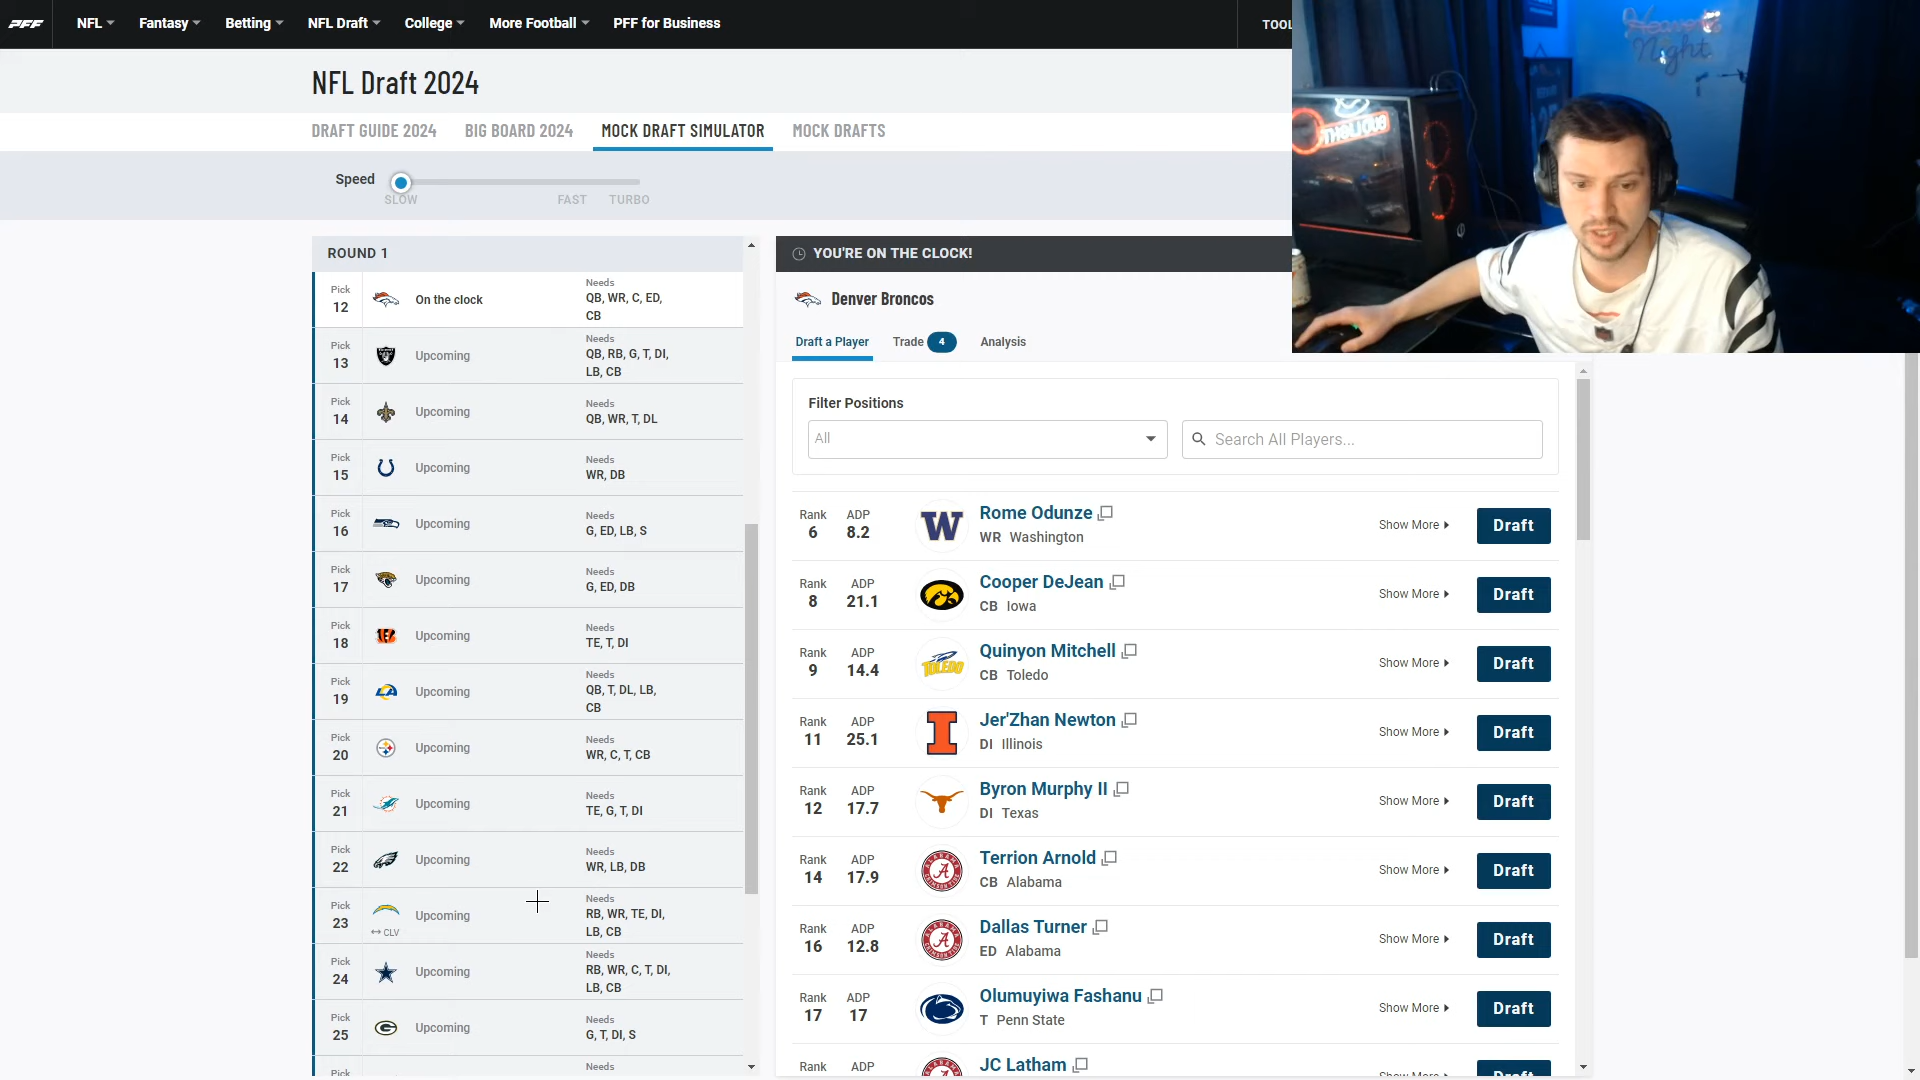 PFF
NFL
Fantasy
Betting
NFL Draft
College
More Football
PFF for Business
TOOL
NFL Draft 2024
DRAFT GUIDE 2024
BIG BOARD 2024
MOCK DRAFT SIMULATOR
MOCK DRAFTS
Speed
SLOW
FAST
TURBO
ROUND 1
Pick
12
On the clock
Needs
QB, WR, C, ED,
CB
Pick
13
Upcoming
Needs
QB, RB, G, T, DI,
LB, CB
Pick
14
Upcoming
Needs
QB, WR, T, DL
Pick
15
Upcoming
Needs
WR, DB
Pick
16
Upcoming
Needs
G, ED, LB, S
Pick
17
Upcoming
Needs
G, ED, DB
Pick
18
Upcoming
Needs
TE, T, DI
Pick
19
Upcoming
Needs
QB, T, DL, LB,
CB
Pick
20
Upcoming
Needs
WR, C, T, CB
Pick
21
Upcoming
Needs
TE, G, T, DI
Pick
22
Upcoming
Needs
WR, LB, DB
Pick
23
CLV
Upcoming
Needs
RB, WR, TE, DI,
LB, CB
Pick
24
Upcoming
Needs
RB, WR, C, T, DI,
LB, CB
Pick
25
Upcoming
Needs
G, T, DI, S
Pick
Needs
YOU'RE ON THE CLOCK!
Denver Broncos
Draft a Player
Trade 4
Analysis
Filter Positions
All
Search All Players...
Rank ADP
6 8.2
Rome Odunze
WR Washington
Show More
Draft
Rank ADP
8 21.1
Cooper DeJean
CB Iowa
Show More
Draft
Rank ADP
9 14.4
TOLEDO
Quinyon Mitchell
CB Toledo
Show More
Draft
Rank ADP
11 25.1
Jer'Zhan Newton
DI Illinois
Show More
Draft
Rank ADP
12 17.7
Byron Murphy II
DI Texas
Show More
Draft
Rank ADP
14 17.9
Terrion Arnold
CB Alabama
Show More
Draft
Rank ADP
16 12.8
Dallas Turner
ED Alabama
Show More
Draft
Rank ADP
17 17
Olumuyiwa Fashanu
T Penn State
Show More
Draft
Rank ADP
JC Latham
Show More
Draft
Night